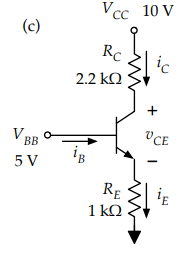 (c)
V_CC 10 V
R_C
2.2 kΩ
i_C
+
V_BB
5 V
i_B
v_CE
−
R_E
1 kΩ
i_E